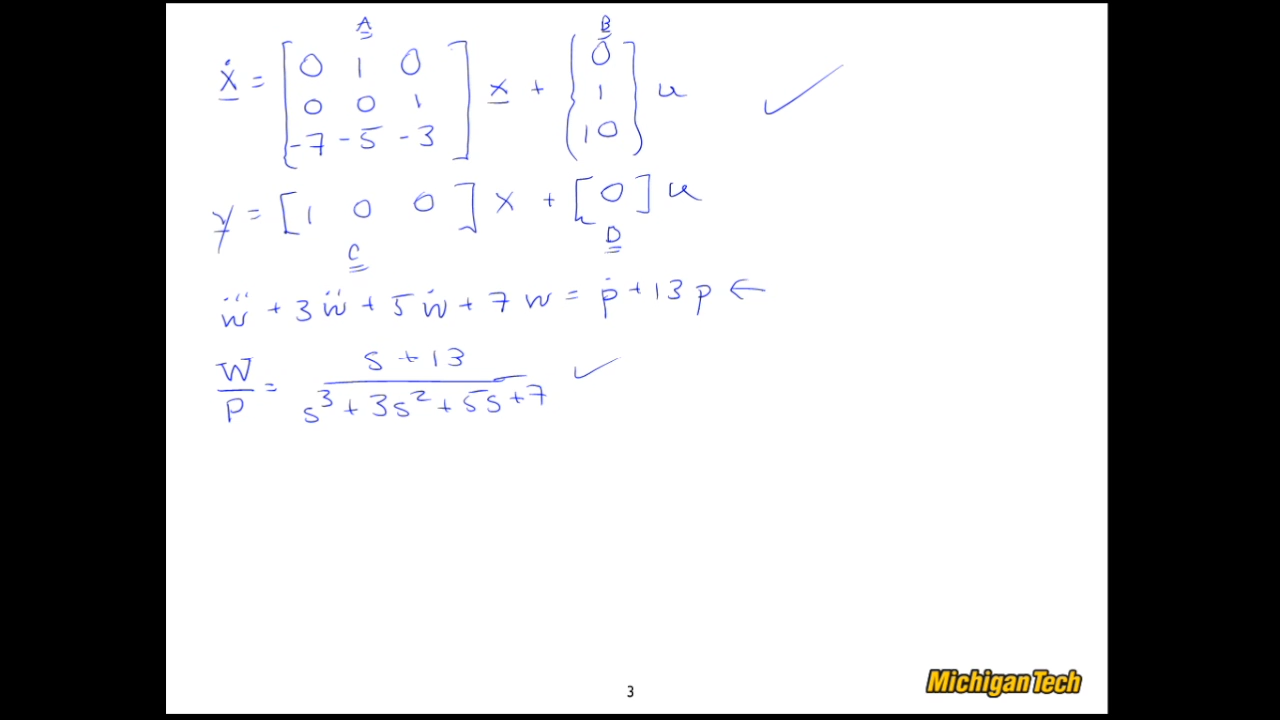 A B
ẋ = [ 0 1 0 ] x + { 0 } u ✓
0 0 1 1
-7 -5 -3 10
y = [ 1 0 0 ] x + [ 0 ] u
C D
w⃛ + 3ẅ + 5ẇ + 7w = ṗ + 13p ←
W/P = (s + 13)/(s³ + 3s² + 5s + 7) ✓
Michigan Tech
3